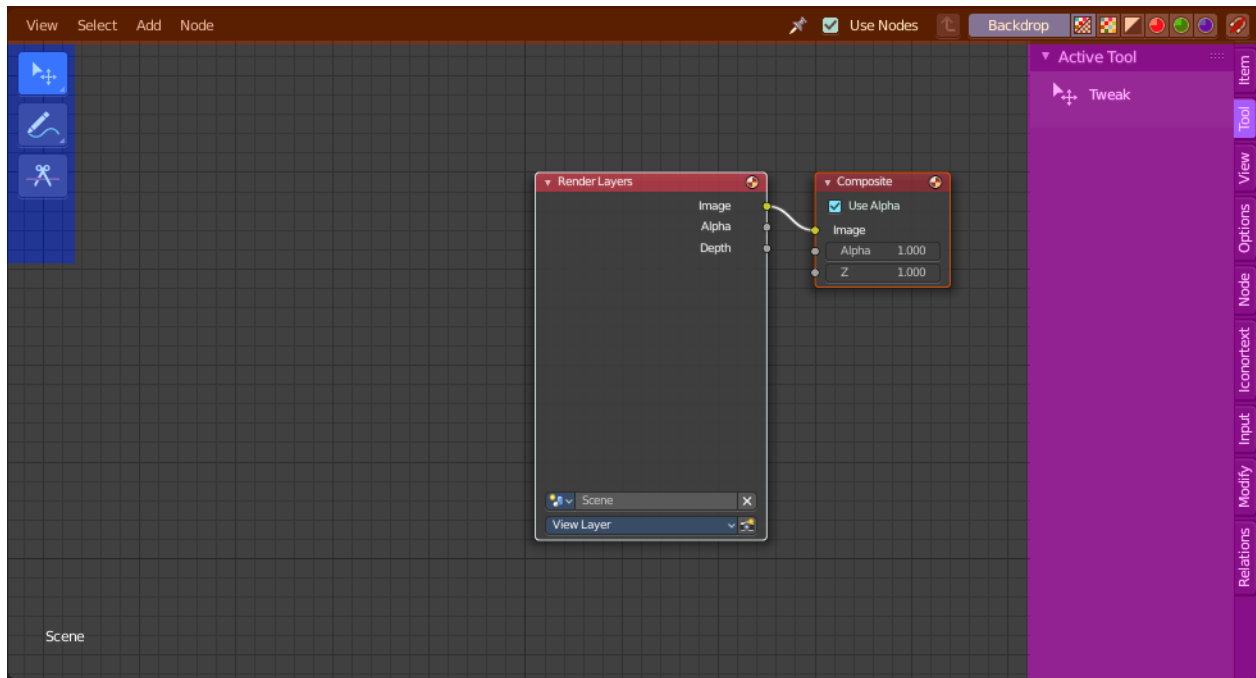 View Select Add Node Use Nodes Backdrop
Active Tool
Tweak
Item
Tool
View
Options
Node
Iconortext
Input
Modify
Relations
Render Layers
Image
Alpha
Depth
Scene
View Layer
Composite
Use Alpha
Image
Alpha 1.000
Z 1.000
Scene